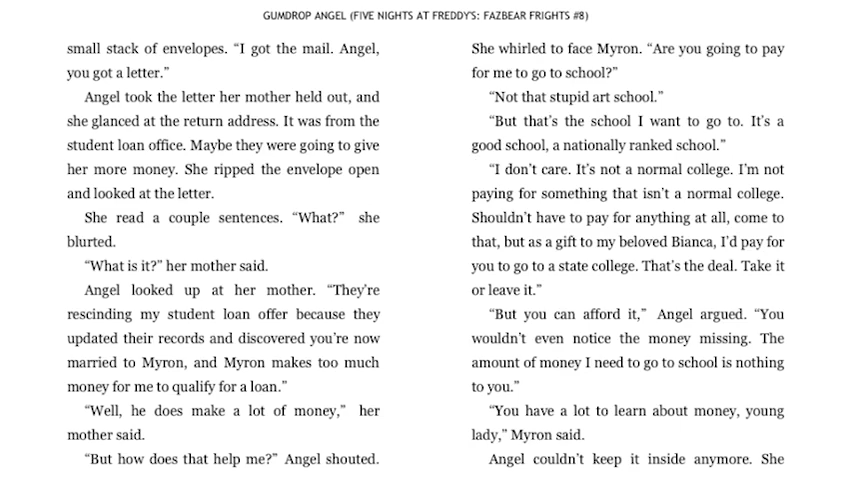 GUMDROP ANGEL (FIVE NIGHTS AT FREDDY'S: FAZBEAR FRIGHTS #8)
small stack of envelopes. “I got the mail. Angel,
you got a letter.”
Angel took the letter her mother held out, and
she glanced at the return address. It was from the
student loan office. Maybe they were going to give
her more money. She ripped the envelope open
and looked at the letter.
She read a couple sentences. “What?” she
blurted.
“What is it?” her mother said.
Angel looked up at her mother. “They’re
rescinding my student loan offer because they
updated their records and discovered you’re now
married to Myron, and Myron makes too much
money for me to qualify for a loan.”
“Well, he does make a lot of money,” her
mother said.
“But how does that help me?” Angel shouted.
She whirled to face Myron. “Are you going to pay
for me to go to school?”
“Not that stupid art school.”
“But that’s the school I want to go to. It’s a
good school, a nationally ranked school.”
“I don’t care. It’s not a normal college. I’m not
paying for something that isn’t a normal college.
Shouldn’t have to pay for anything at all, come to
that, but as a gift to my beloved Bianca, I’d pay for
you to go to a state college. That’s the deal. Take it
or leave it.”
“But you can afford it,” Angel argued. “You
wouldn’t even notice the money missing. The
amount of money I need to go to school is nothing
to you.”
“You have a lot to learn about money, young
lady,” Myron said.
Angel couldn’t keep it inside anymore. She